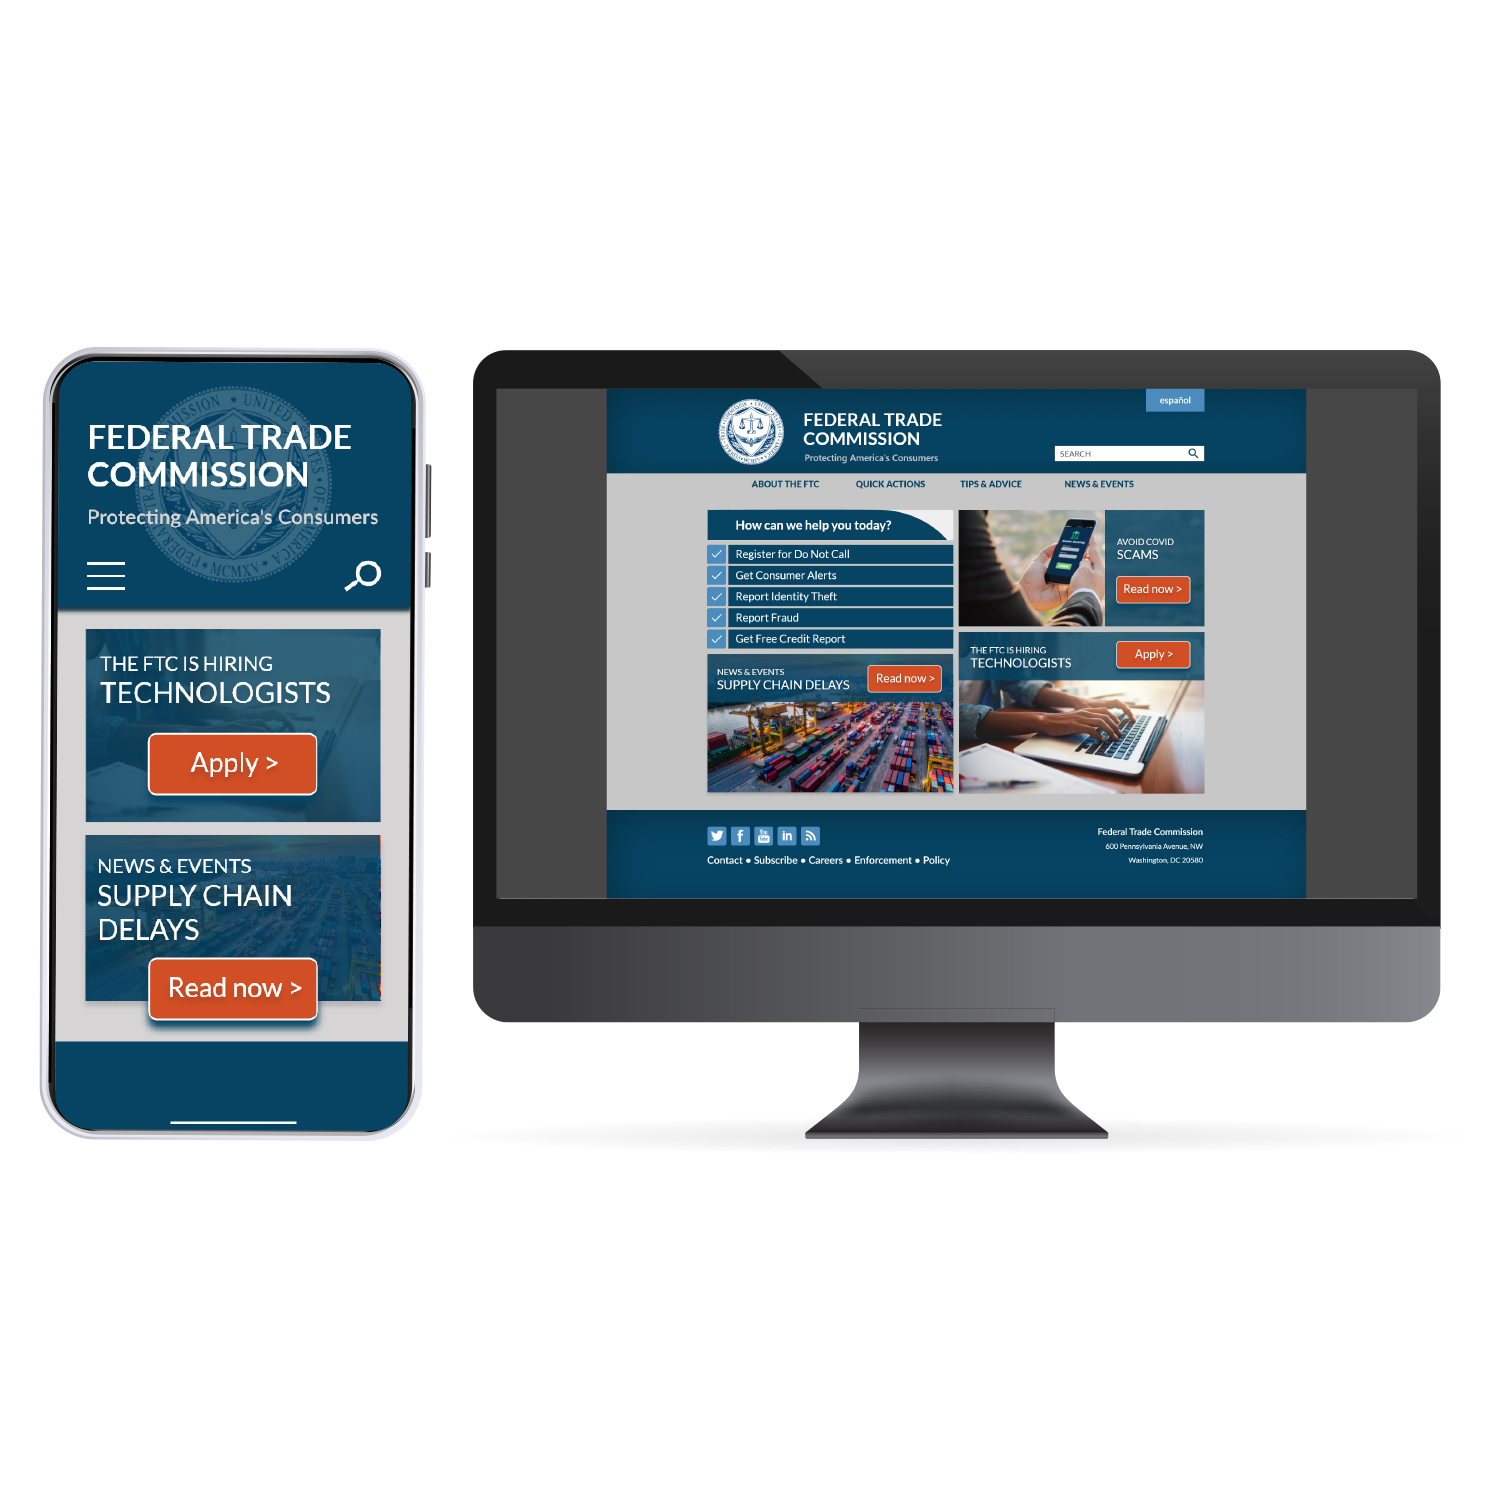 FEDERAL TRADE
COMMISSION
Protecting America's Consumers
THE FTC IS HIRING
TECHNOLOGISTS
Apply >
NEWS & EVENTS
SUPPLY CHAIN
DELAYS
Read now >
español
FEDERAL TRADE
COMMISSION
Protecting America's Consumers
SEARCH
ABOUT THE FTC QUICK ACTIONS TIPS & ADVICE NEWS & EVENTS
How can we help you today?
Register for Do Not Call
Get Consumer Alerts
Report Identity Theft
Report Fraud
Get Free Credit Report
NEWS & EVENTS
SUPPLY CHAIN DELAYS
Read now >
AVOID COVID
SCAMS
Read now >
THE FTC IS HIRING
TECHNOLOGISTS
Apply >
Contact • Subscribe • Careers • Enforcement • Policy
Federal Trade Commission
600 Pennsylvania Avenue, NW
Washington, DC 20580